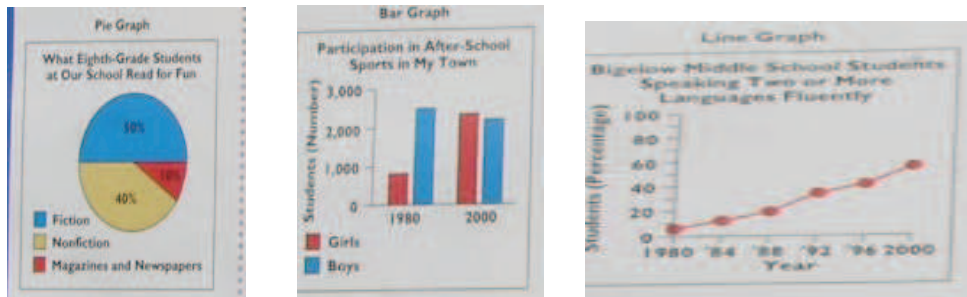 Pie Graph
What Eighth-Grade Students
at Our School Read for Fun
50%
10%
40%
Fiction
Nonfiction
Magazines and Newspapers
Bar Graph
Participation in After-School
Sports in My Town
Students (Number)
3,000
2,000
1,000
0
1980 2000
Girls
Boys
Line Graph
Bigelow Middle School Students
Speaking Two or More
Languages Fluently
Students (Percentage)
100
80
60
40
20
0
1980 '84 '88 '92 '96 2000
Year